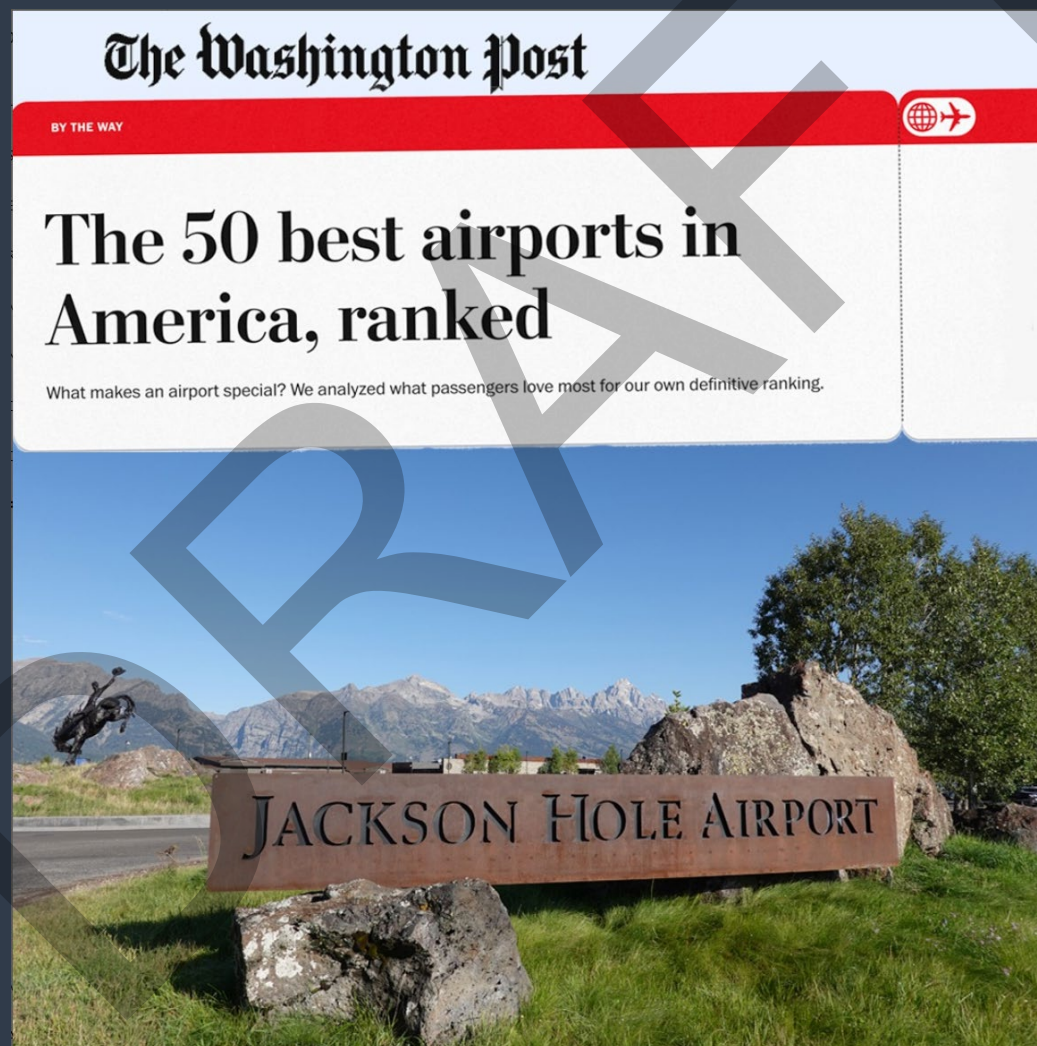 The Washington Post
BY THE WAY
The 50 best airports in
America, ranked
What makes an airport special? We analyzed what passengers love most for our own definitive ranking.
JACKSON HOLE AIRPORT
DRAFT